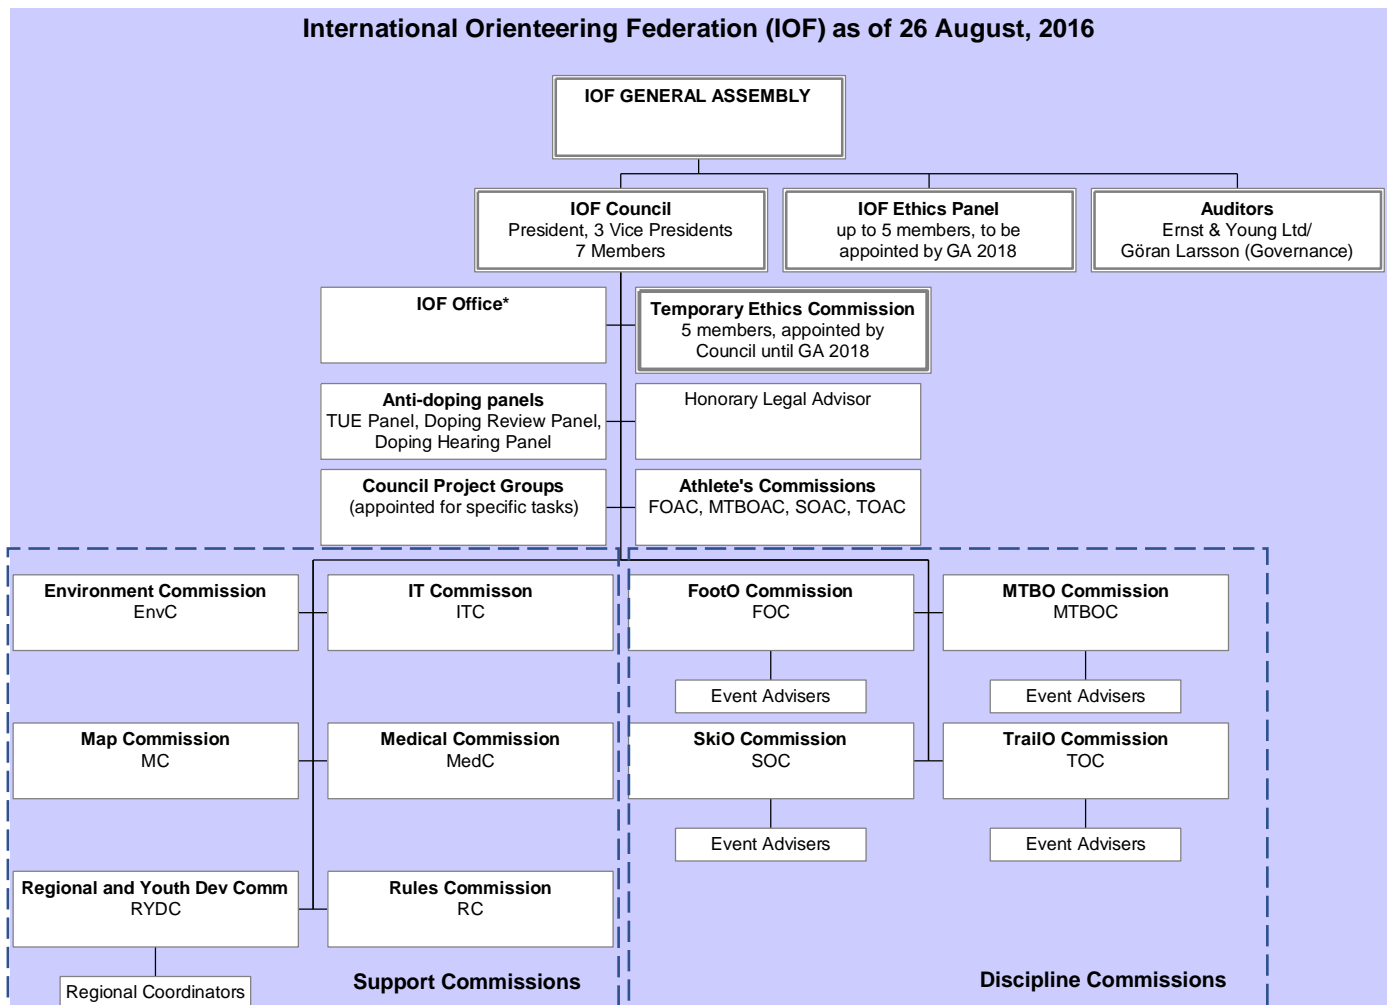 International Orienteering Federation (IOF) as of 26 August, 2016
IOF GENERAL ASSEMBLY
IOF Council
President, 3 Vice Presidents
7 Members
IOF Ethics Panel
up to 5 members, to be
appointed by GA 2018
Auditors
Ernst & Young Ltd/
Göran Larsson (Governance)
IOF Office*
Temporary Ethics Commission
5 members, appointed by
Council until GA 2018
Anti-doping panels
TUE Panel, Doping Review Panel,
Doping Hearing Panel
Honorary Legal Advisor
Council Project Groups
(appointed for specific tasks)
Athlete's Commissions
FOAC, MTBOAC, SOAC, TOAC
Environment Commission
EnvC
IT Commisson
ITC
FootO Commission
FOC
MTBO Commission
MTBOC
Event Advisers
Event Advisers
Map Commission
MC
Medical Commission
MedC
SkiO Commission
SOC
TrailO Commission
TOC
Event Advisers
Event Advisers
Regional and Youth Dev Comm
RYDC
Rules Commission
RC
Regional Coordinators
Support Commissions
Discipline Commissions